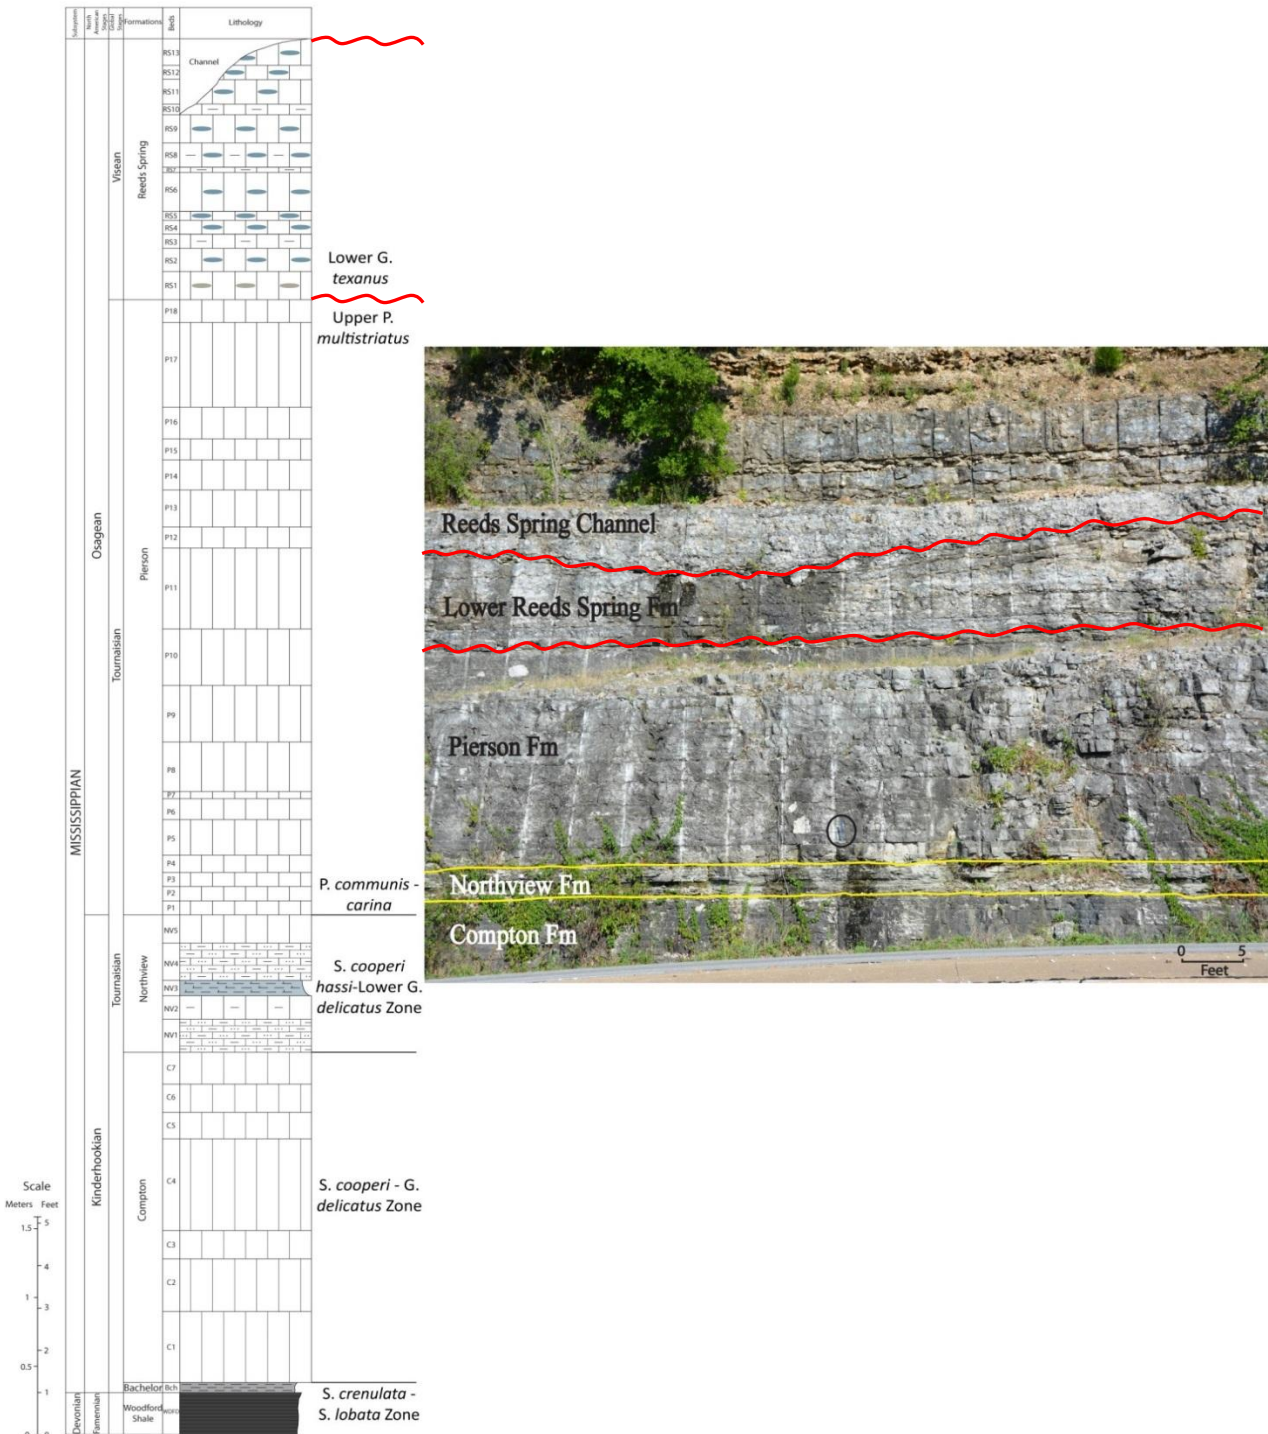 Subsystem
North
American
Stages
Global
Stages
Formations
Beds
Lithology
MISSISSIPPIAN
Devonian
Osagean
Kinderhookian
Famennian
Visean
Tournaisian
Tournaisian
Reeds Spring
Pierson
Northview
Compton
Bachelor
Woodford
Shale
RS13
RS12
RS11
RS10
RS9
RS8
RS7
RS6
RS5
RS4
RS3
RS2
RS1
P18
P17
P16
P15
P14
P13
P12
P11
P10
P9
P8
P7
P6
P5
P4
P3
P2
P1
NV5
NV4
NV3
NV2
NV1
C7
C6
C5
C4
C3
C2
C1
Bch
WDFD
Channel
Lower G.
texanus
Upper P.
multistriatus
P. communis -
carina
S. cooperi
hassi-Lower G.
delicatus Zone
S. cooperi - G.
delicatus Zone
S. crenulata -
S. lobata Zone
Scale
Meters Feet
1.5
1
0.5
0
5
4
3
2
1
0
Reeds Spring Channel
Lower Reeds Spring Fm
Pierson Fm
Northview Fm
Compton Fm
0 5
Feet